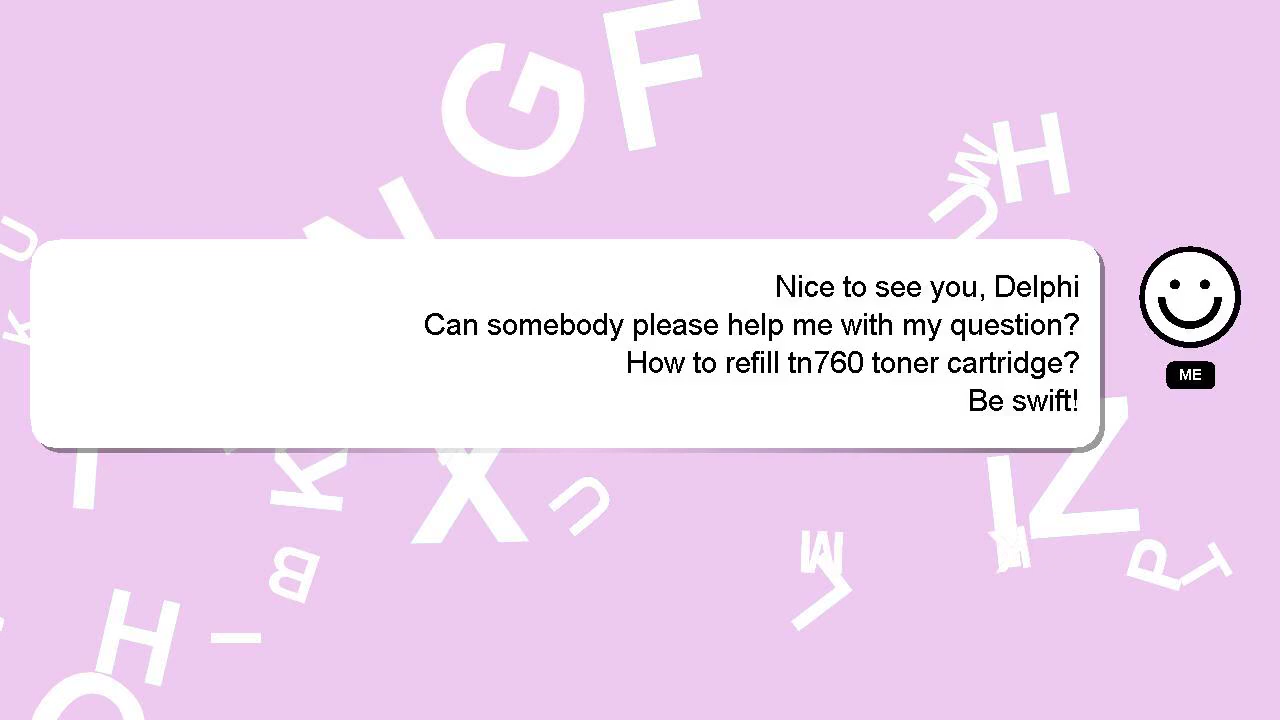 Nice to see you, Delphi
Can somebody please help me with my question?
How to refill tn760 toner cartridge?
Be swift!
ME